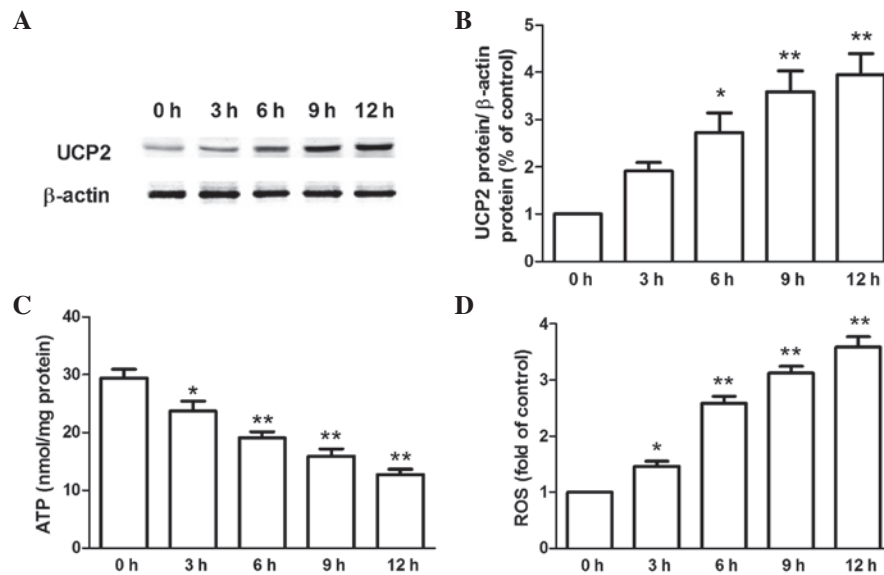 A
0 h 3 h 6 h 9 h 12 h
UCP2
β-actin
B
UCP2 protein/ β-actin
protein (% of control)
5
4
3
2
1
0
*
**
**
0 h 3 h 6 h 9 h 12 h
C
ATP (nmol/mg protein)
40
30
20
10
0
*
**
**
**
0 h 3 h 6 h 9 h 12 h
D
ROS (fold of control)
4
3
2
1
0
*
**
**
**
0 h 3 h 6 h 9 h 12 h